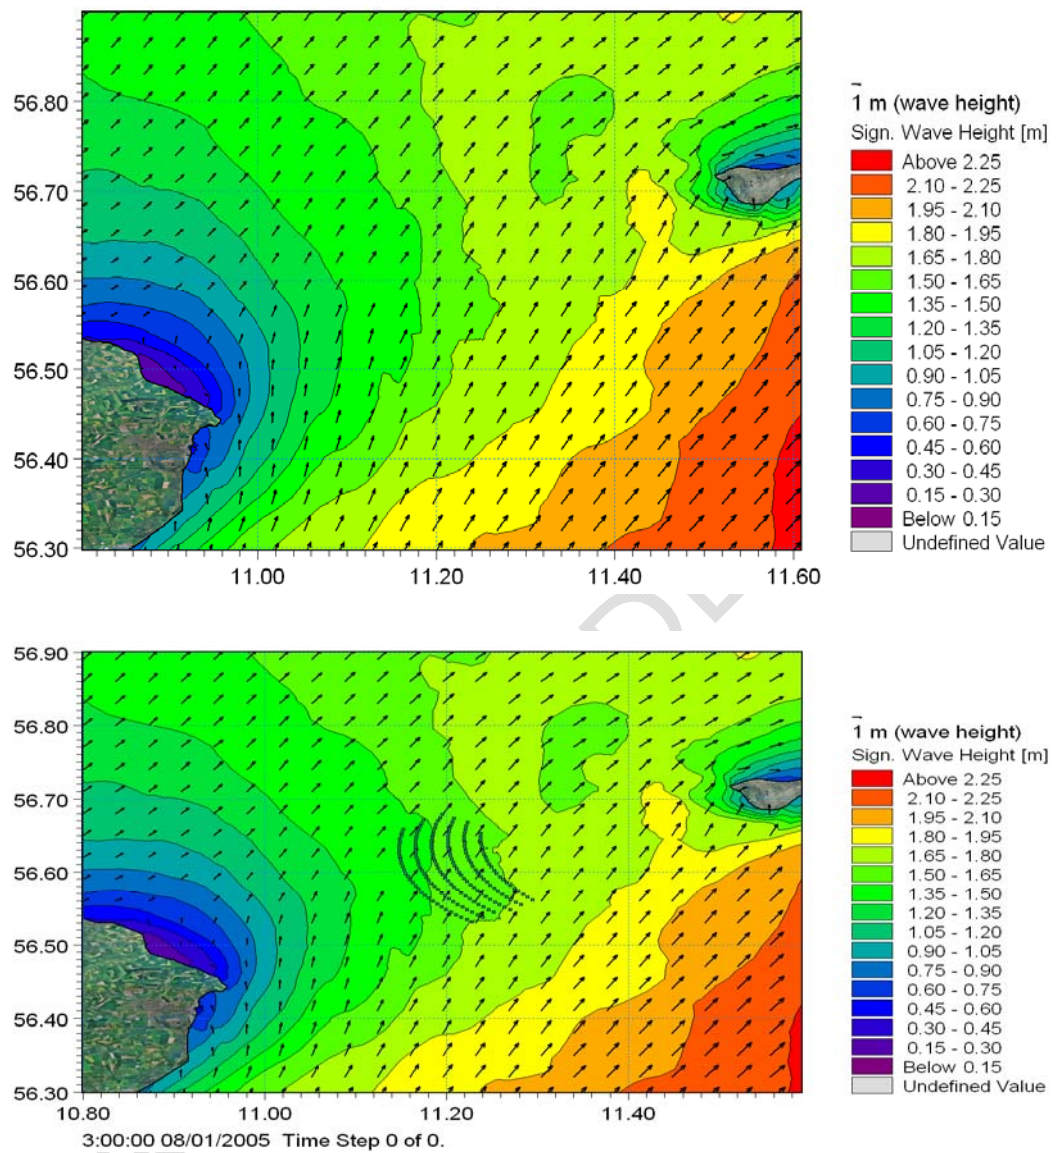 56.80
56.70
56.60
56.50
56.40
56.30
11.00 11.20 11.40 11.60
1 m (wave height)
Sign. Wave Height [m]
Above 2.25
2.10 - 2.25
1.95 - 2.10
1.80 - 1.95
1.65 - 1.80
1.50 - 1.65
1.35 - 1.50
1.20 - 1.35
1.05 - 1.20
0.90 - 1.05
0.75 - 0.90
0.60 - 0.75
0.45 - 0.60
0.30 - 0.45
0.15 - 0.30
Below 0.15
Undefined Value
56.90
56.80
56.70
56.60
56.50
56.40
56.30
10.80 11.00 11.20 11.40
3:00:00 08/01/2005 Time Step 0 of 0.
1 m (wave height)
Sign. Wave Height [m]
Above 2.25
2.10 - 2.25
1.95 - 2.10
1.80 - 1.95
1.65 - 1.80
1.50 - 1.65
1.35 - 1.50
1.20 - 1.35
1.05 - 1.20
0.90 - 1.05
0.75 - 0.90
0.60 - 0.75
0.45 - 0.60
0.30 - 0.45
0.15 - 0.30
Below 0.15
Undefined Value